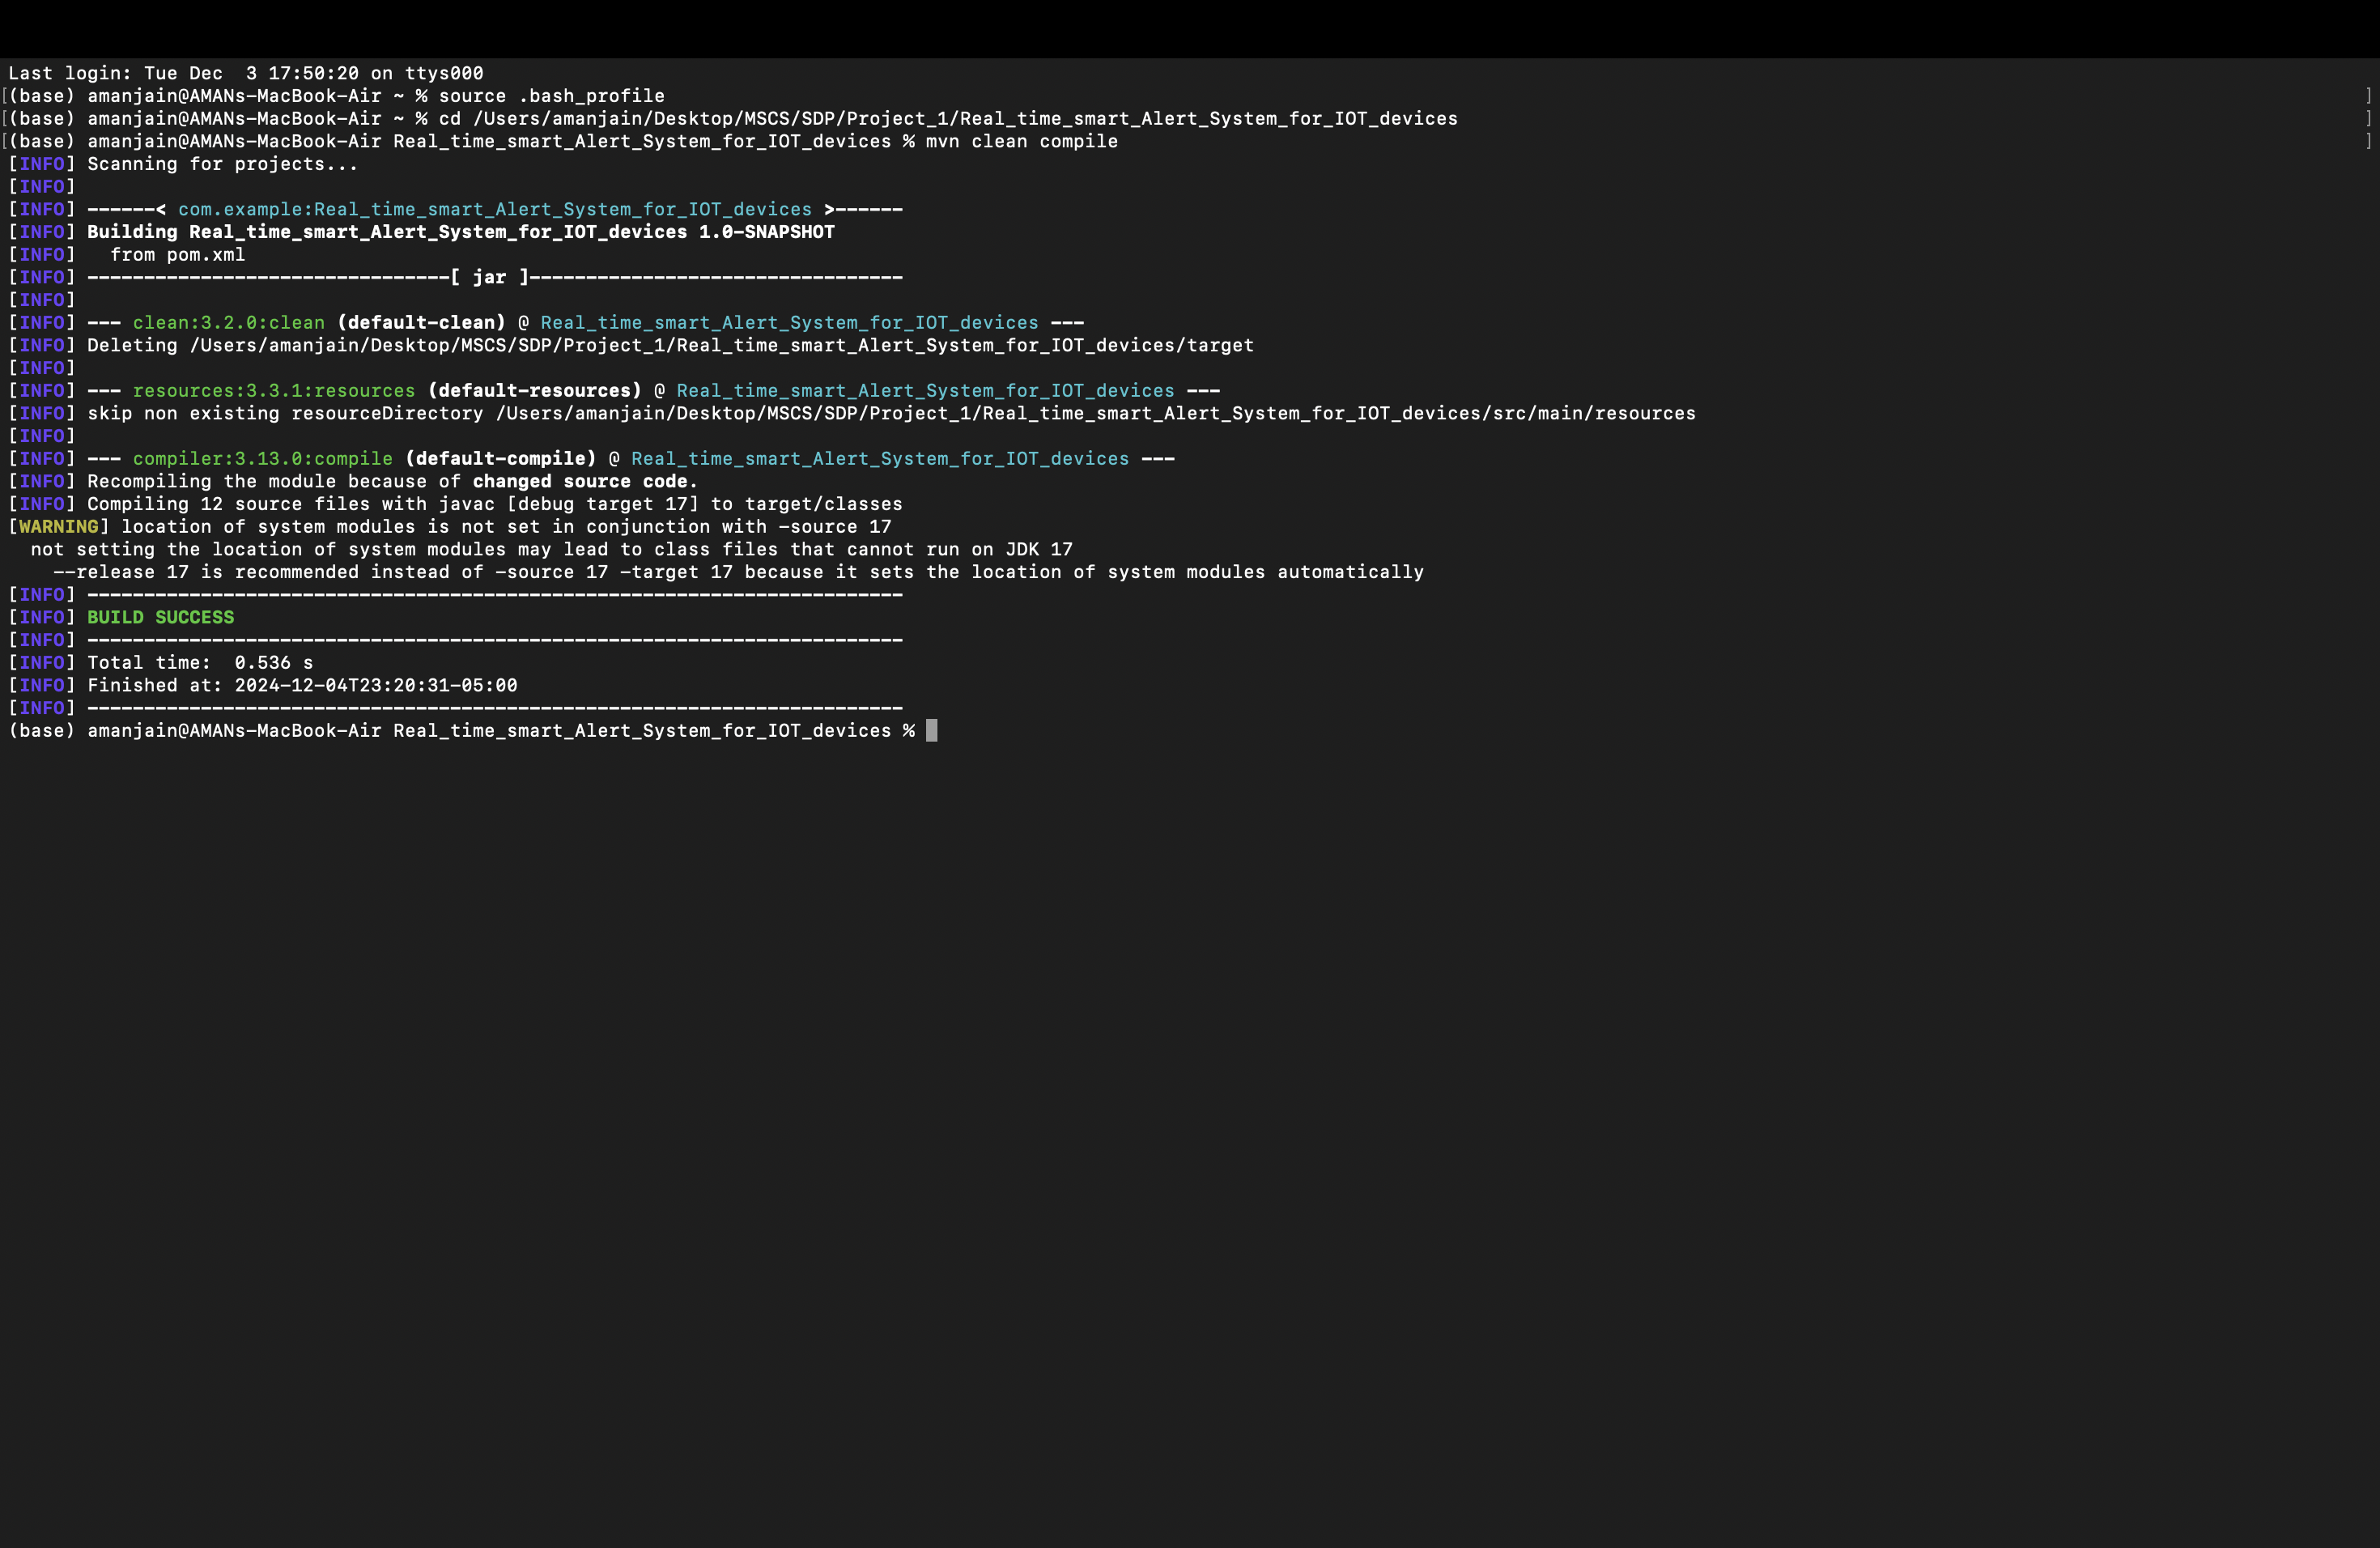 Last login: Tue Dec  3 17:50:20 on ttys000
[(base) amanjain@AMANs-MacBook-Air ~ % source .bash_profile ]
[(base) amanjain@AMANs-MacBook-Air ~ % cd /Users/amanjain/Desktop/MSCS/SDP/Project_1/Real_time_smart_Alert_System_for_IOT_devices ]
[(base) amanjain@AMANs-MacBook-Air Real_time_smart_Alert_System_for_IOT_devices % mvn clean compile ]
[INFO] Scanning for projects...
[INFO]
[INFO] ------< com.example:Real_time_smart_Alert_System_for_IOT_devices >------
[INFO] Building Real_time_smart_Alert_System_for_IOT_devices 1.0-SNAPSHOT
[INFO]   from pom.xml
[INFO] --------------------------------[ jar ]---------------------------------
[INFO]
[INFO] --- clean:3.2.0:clean (default-clean) @ Real_time_smart_Alert_System_for_IOT_devices ---
[INFO] Deleting /Users/amanjain/Desktop/MSCS/SDP/Project_1/Real_time_smart_Alert_System_for_IOT_devices/target
[INFO]
[INFO] --- resources:3.3.1:resources (default-resources) @ Real_time_smart_Alert_System_for_IOT_devices ---
[INFO] skip non existing resourceDirectory /Users/amanjain/Desktop/MSCS/SDP/Project_1/Real_time_smart_Alert_System_for_IOT_devices/src/main/resources
[INFO]
[INFO] --- compiler:3.13.0:compile (default-compile) @ Real_time_smart_Alert_System_for_IOT_devices ---
[INFO] Recompiling the module because of changed source code.
[INFO] Compiling 12 source files with javac [debug target 17] to target/classes
[WARNING] location of system modules is not set in conjunction with -source 17
  not setting the location of system modules may lead to class files that cannot run on JDK 17
    --release 17 is recommended instead of -source 17 -target 17 because it sets the location of system modules automatically
[INFO] ------------------------------------------------------------------------
[INFO] BUILD SUCCESS
[INFO] ------------------------------------------------------------------------
[INFO] Total time:  0.536 s
[INFO] Finished at: 2024-12-04T23:20:31-05:00
[INFO] ------------------------------------------------------------------------
(base) amanjain@AMANs-MacBook-Air Real_time_smart_Alert_System_for_IOT_devices %